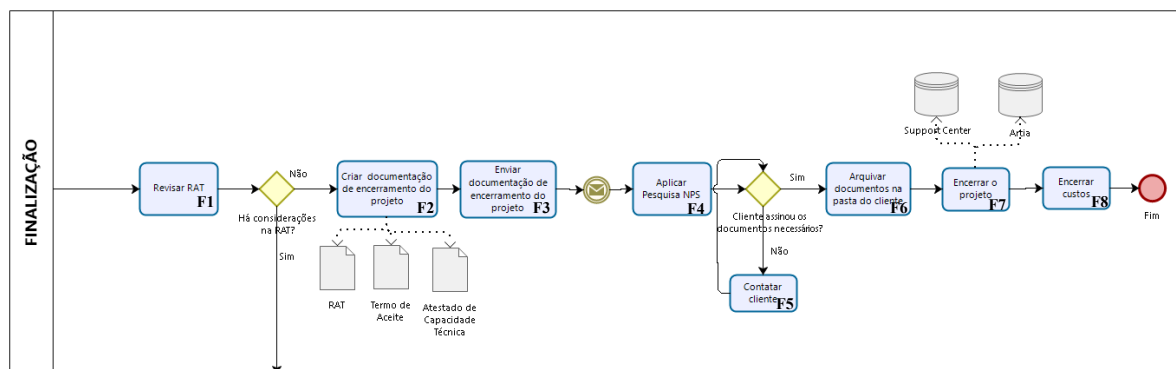 FINALIZAÇÃO
Revisar RAT
F1
Há considerações
na RAT?
Não
Sim
Criar documentação
de encerramento do
projeto
F2
RAT
Termo de
Aceite
Atestado de
Capacidade
Técnica
Enviar
documentação de
encerramento do
projeto
F3
Aplicar
Pesquisa NPS
F4
Cliente assinou os
documentos necessários?
Sim
Não
Contatar
cliente
F5
Arquivar
documentos na
pasta do cliente
F6
Support Center
Artia
Encerrar o
projeto
F7
Encerrar
custos
F8
Fim